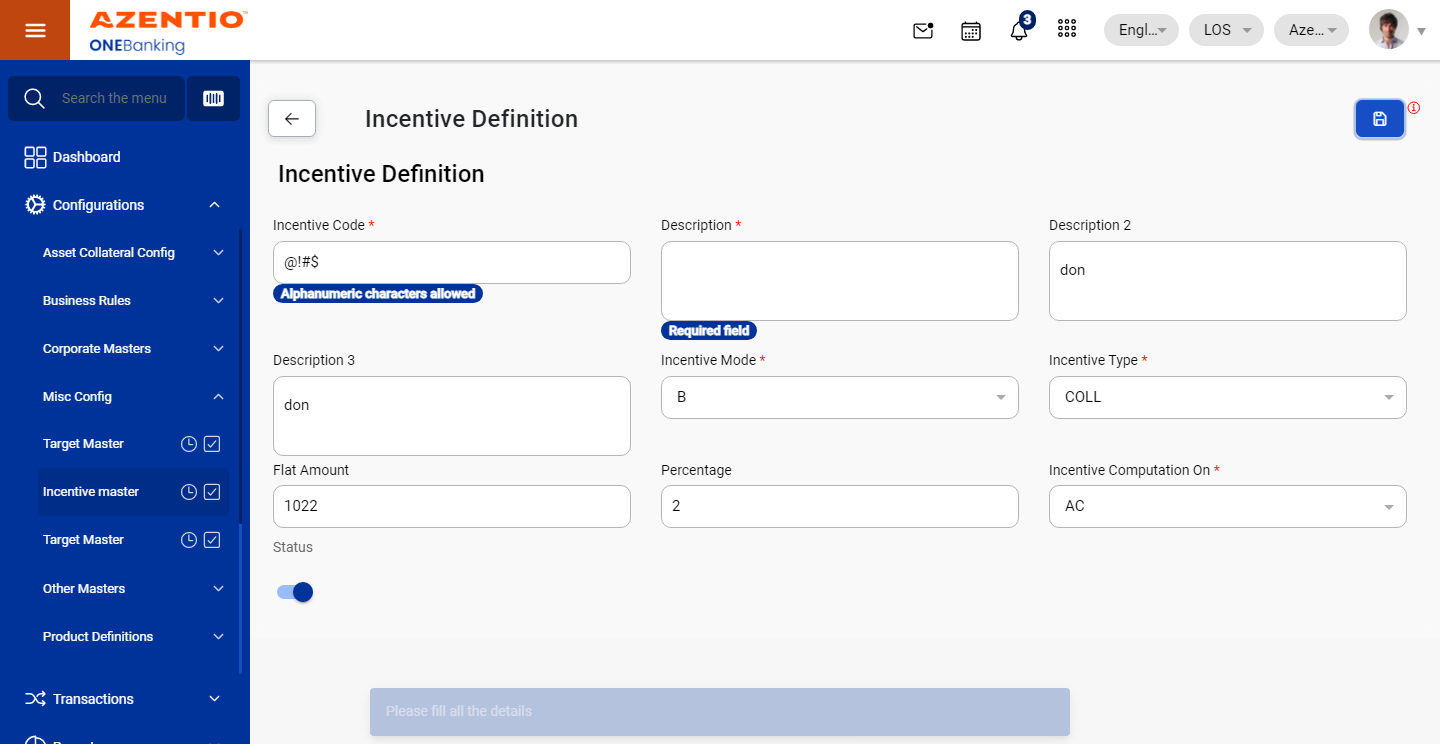 AZENTIO™
ONEBanking
3
Engl...
LOS
Aze...
Search the menu
Dashboard
Configurations
Asset Collateral Config
Business Rules
Corporate Masters
Misc Config
Target Master
Incentive master
Target Master
Other Masters
Product Definitions
Transactions
Incentive Definition
Incentive Definition
Incentive Code *
@!#$
Alphanumeric characters allowed
Description *
Required field
Description 2
don
Description 3
don
Incentive Mode *
B
Incentive Type *
COLL
Flat Amount
1022
Percentage
2
Incentive Computation On *
AC
Status
Please fill all the details